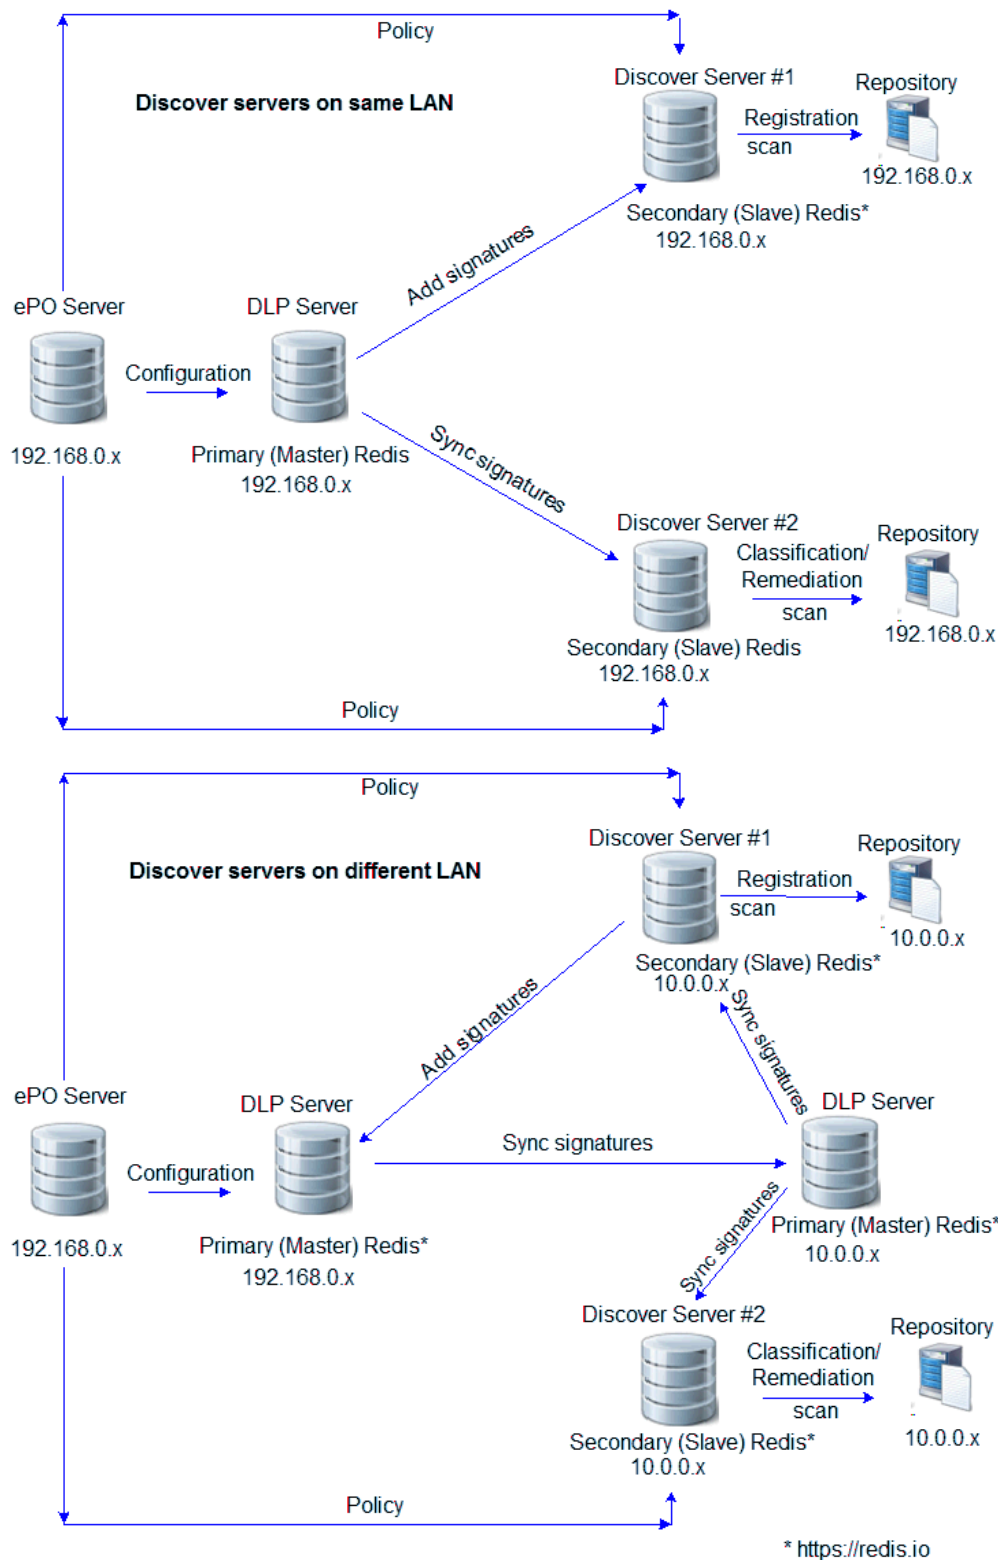 Policy
Discover servers on same LAN
Discover Server #1
Repository
Registration
scan
192.168.0.x
Secondary (Slave) Redis*
192.168.0.x
Add signatures
ePO Server
DLP Server
Configuration
192.168.0.x
Primary (Master) Redis
192.168.0.x
Sync signatures
Discover Server #2
Repository
Classification/
Remediation
scan
192.168.0.x
Secondary (Slave) Redis
192.168.0.x
Policy
Policy
Discover servers on different LAN
Discover Server #1
Repository
Registration
scan
10.0.0.x
Secondary (Slave) Redis*
10.0.0.x
Sync signatures
Add signatures
ePO Server
DLP Server
DLP Server
Sync signatures
Configuration
192.168.0.x
Primary (Master) Redis*
192.168.0.x
Primary (Master) Redis*
10.0.0.x
Sync signatures
Discover Server #2
Repository
Classification/
Remediation
scan
10.0.0.x
Secondary (Slave) Redis*
10.0.0.x
Policy
* https://redis.io